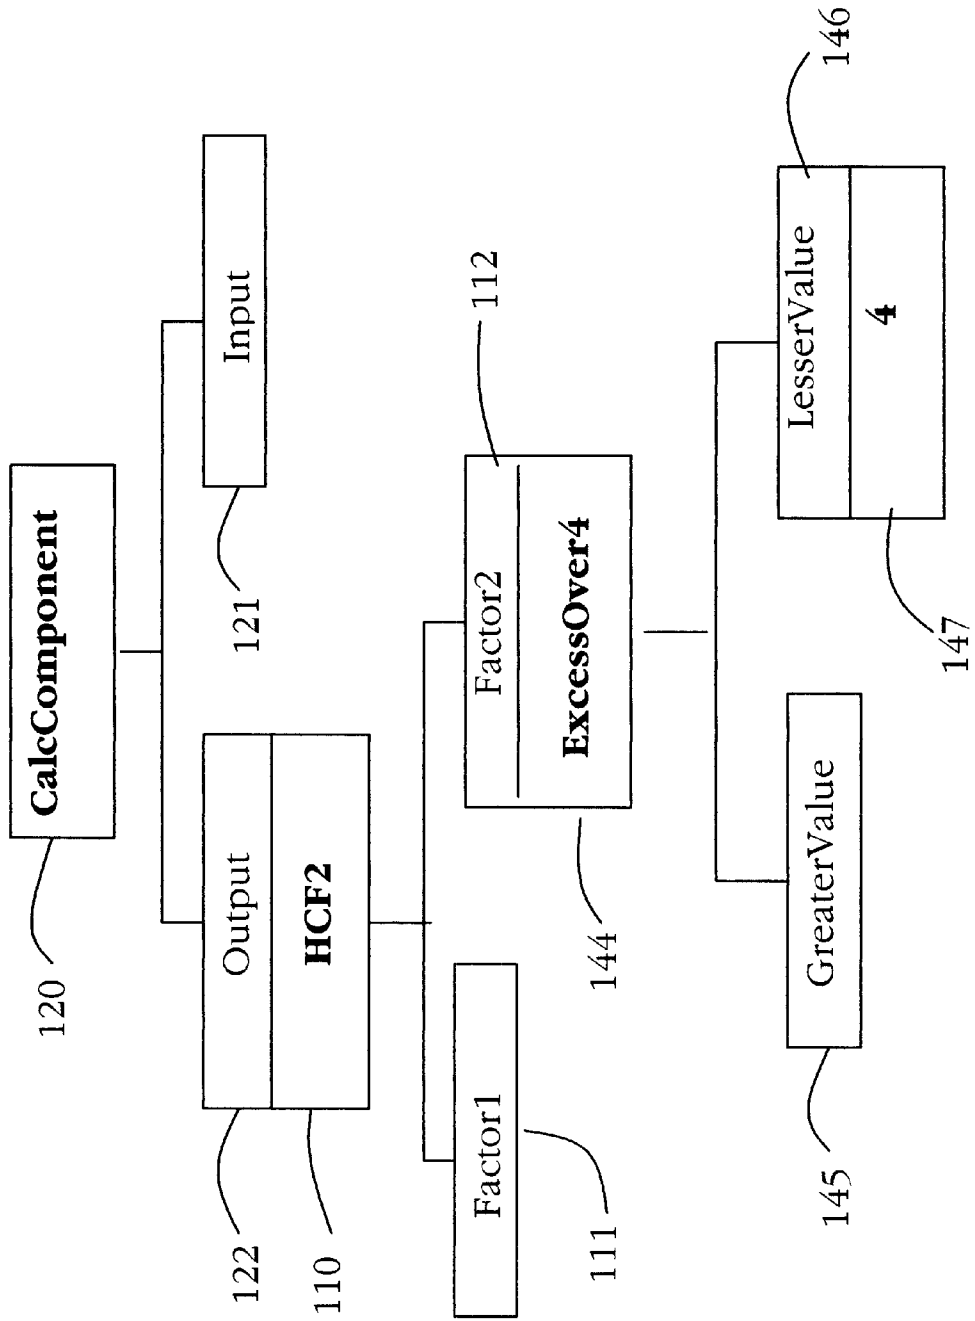 CalcComponent
120
Output
Input
122
HCF2
110
121
Factor1
Factor2
112
111
ExcessOver4
144
GreaterValue
LesserValue
146
145
4
147